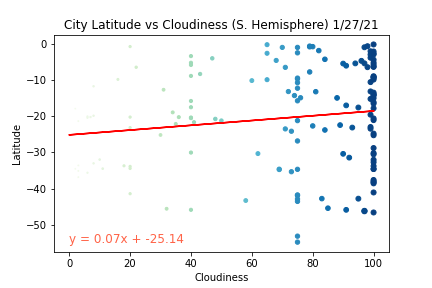 City Latitude vs Cloudiness (S. Hemisphere) 1/27/21
0
−10
−20
−30
−40
−50
Latitude
y = 0.07x + -25.14
0 20 40 60 80 100
Cloudiness